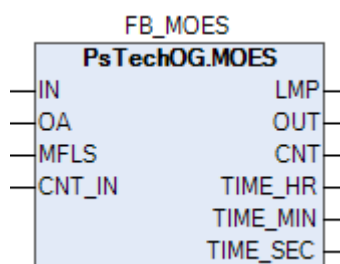 FB_MOES
PsTechOG.MOES
IN LMP
OA OUT
MFLS CNT
CNT_IN TIME_HR
TIME_MIN
TIME_SEC